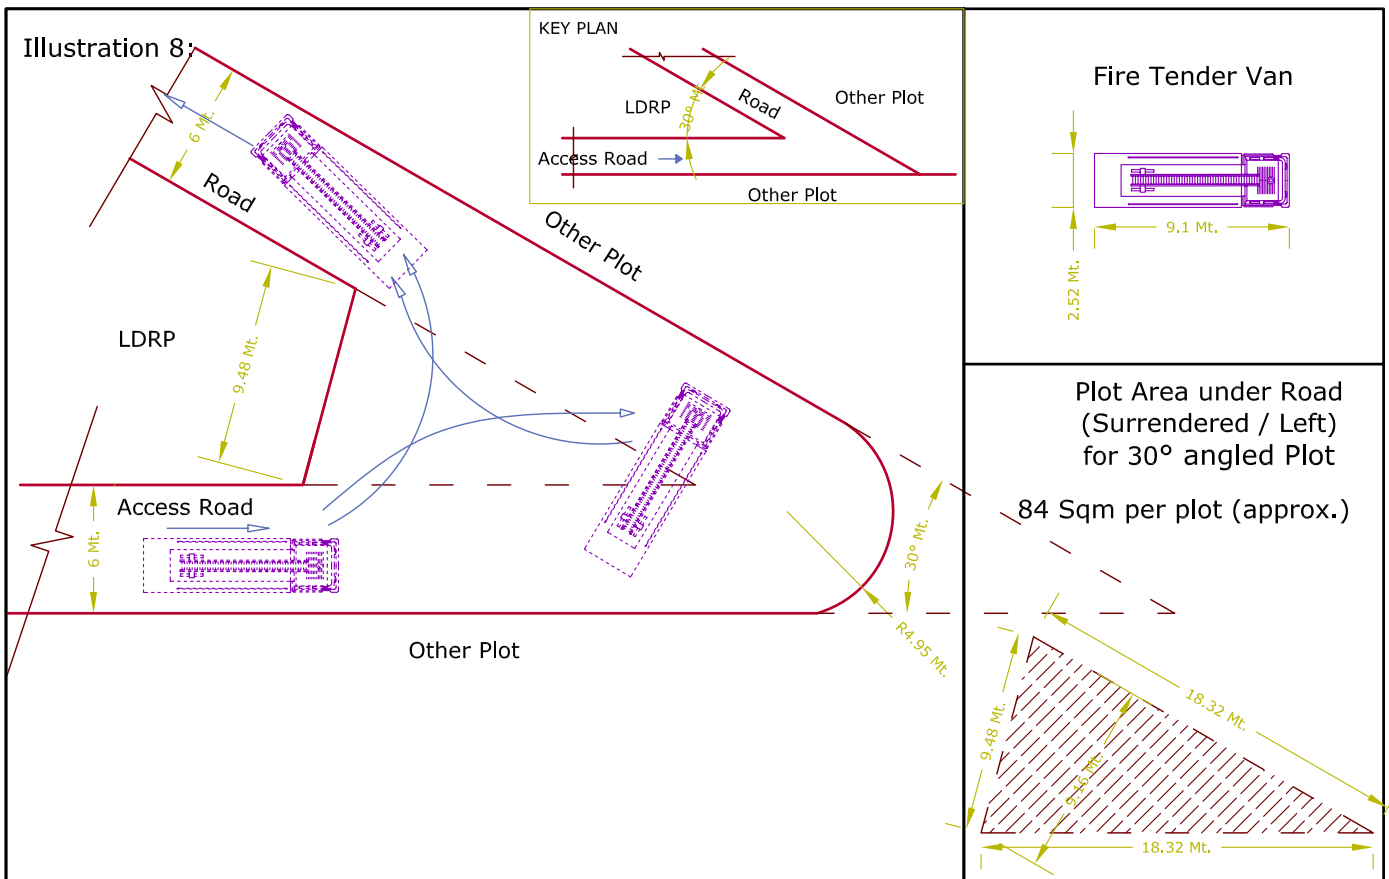 Illustration 8:
6 Mt.
Road
Other Plot
LDRP
9.48 Mt.
Access Road
6 Mt.
Other Plot
30° Mt.
R4.95 Mt.
KEY PLAN
LDRP
30° Mt.
Road
Other Plot
Access Road
Other Plot
Fire Tender Van
9.1 Mt.
2.52 Mt.
Plot Area under Road
(Surrendered / Left)
for 30° angled Plot
84 Sqm per plot (approx.)
9.48 Mt.
18.32 Mt.
9.16 Mt.
18.32 Mt.